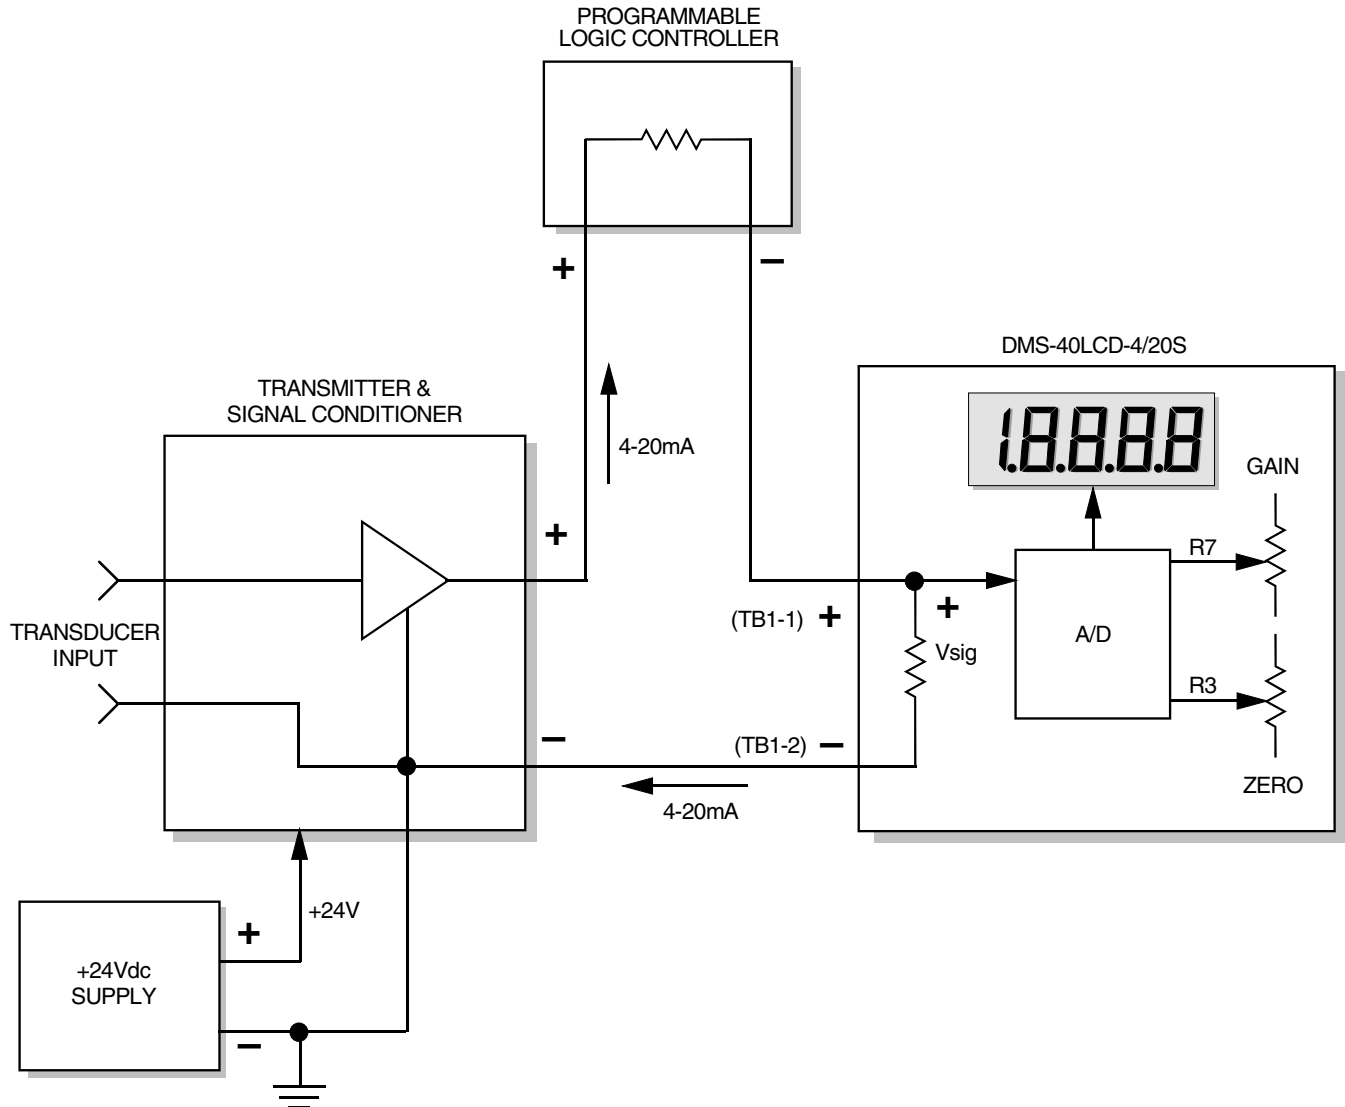 PROGRAMMABLE
LOGIC CONTROLLER
+
−
DMS-40LCD-4/20S
TRANSMITTER &
SIGNAL CONDITIONER
4-20mA
1.8.8.8.8
GAIN
+
R7
TRANSDUCER
INPUT
(TB1-1) +
+
Vsig
A/D
R3
−
(TB1-2) −
4-20mA
ZERO
+24V
+
+24Vdc
SUPPLY
−